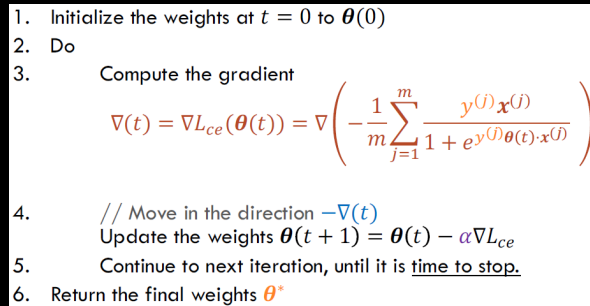 1. Initialize the weights at t = 0 to θ(0)
2. Do
3. Compute the gradient
∇(t) = ∇L_ce(θ(t)) = ∇(−1/m ∑_{j=1}^{m} y^{(j)}x^{(j)} / (1 + e^{y^{(j)}θ(t)·x^{(j)}}))
4. // Move in the direction −∇(t)
Update the weights θ(t + 1) = θ(t) − α∇L_ce
5. Continue to next iteration, until it is time to stop.
6. Return the final weights θ*